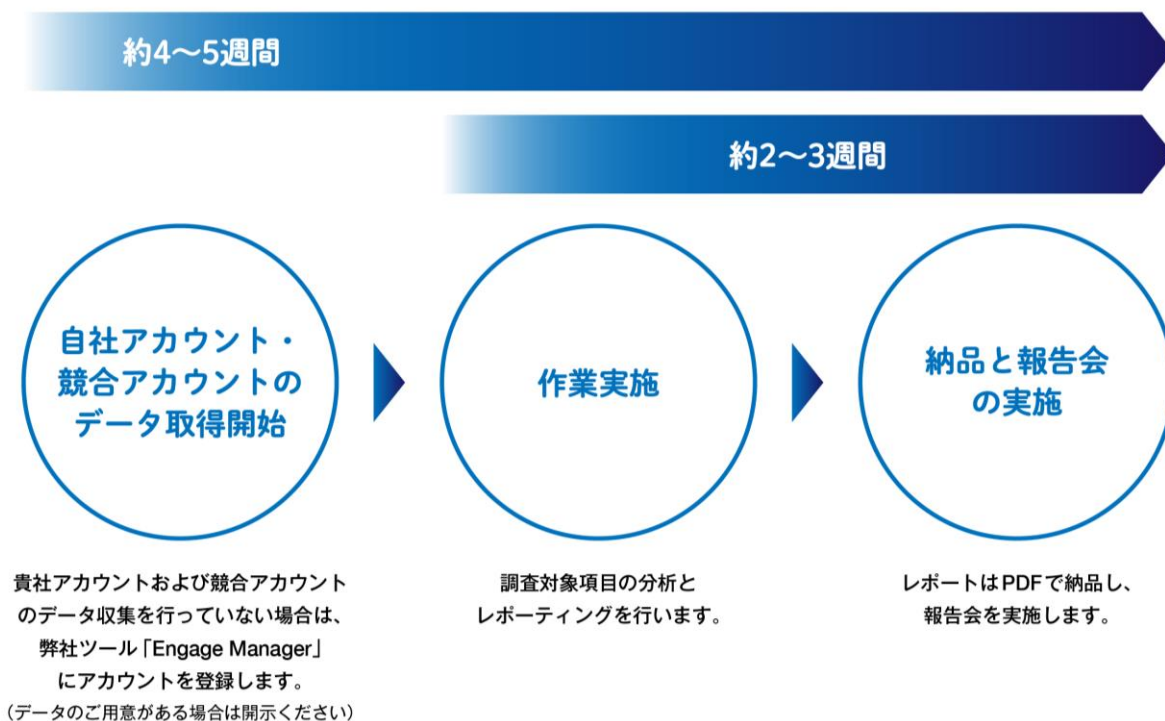 約4〜5週間
約2〜3週間
自社アカウント・
競合アカウントの
データ取得開始
作業実施
納品と報告会
の実施
貴社アカウントおよび競合アカウント
のデータ収集を行っていない場合は、
弊社ツール「Engage Manager」
にアカウントを登録します。
（データのご用意がある場合は開示ください）
調査対象項目の分析と
レポーティングを行います。
レポートはPDFで納品し、
報告会を実施します。